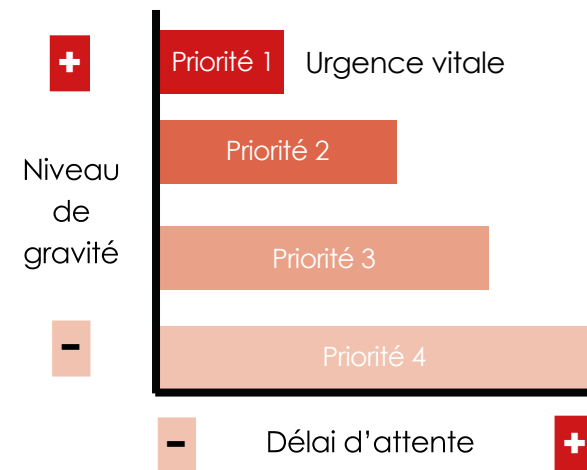 +
Priorité 1
Urgence vitale
Priorité 2
Niveau
de
gravité
Priorité 3
-
Priorité 4
-
Délai d'attente
+